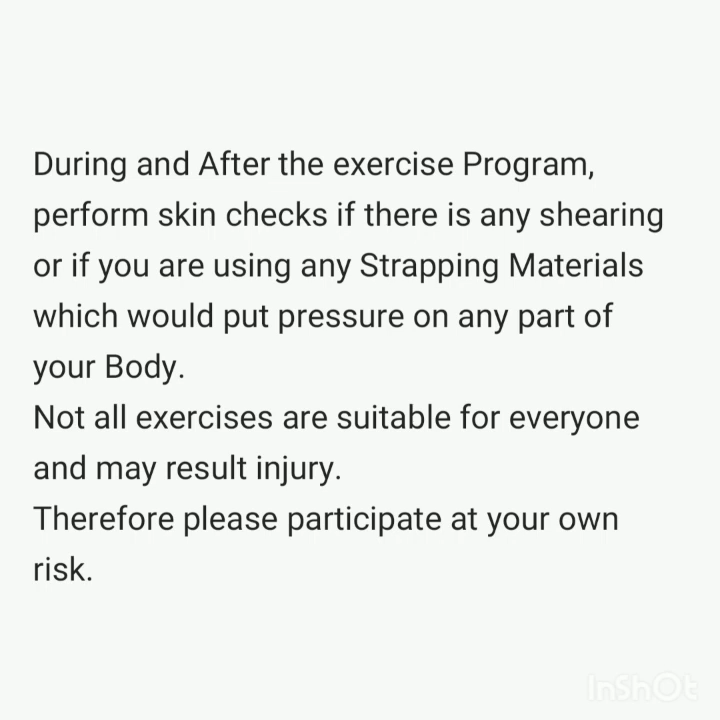 During and After the exercise Program,
perform skin checks if there is any shearing
or if you are using any Strapping Materials
which would put pressure on any part of
your Body.
Not all exercises are suitable for everyone
and may result injury.
Therefore please participate at your own
risk.
InShOt